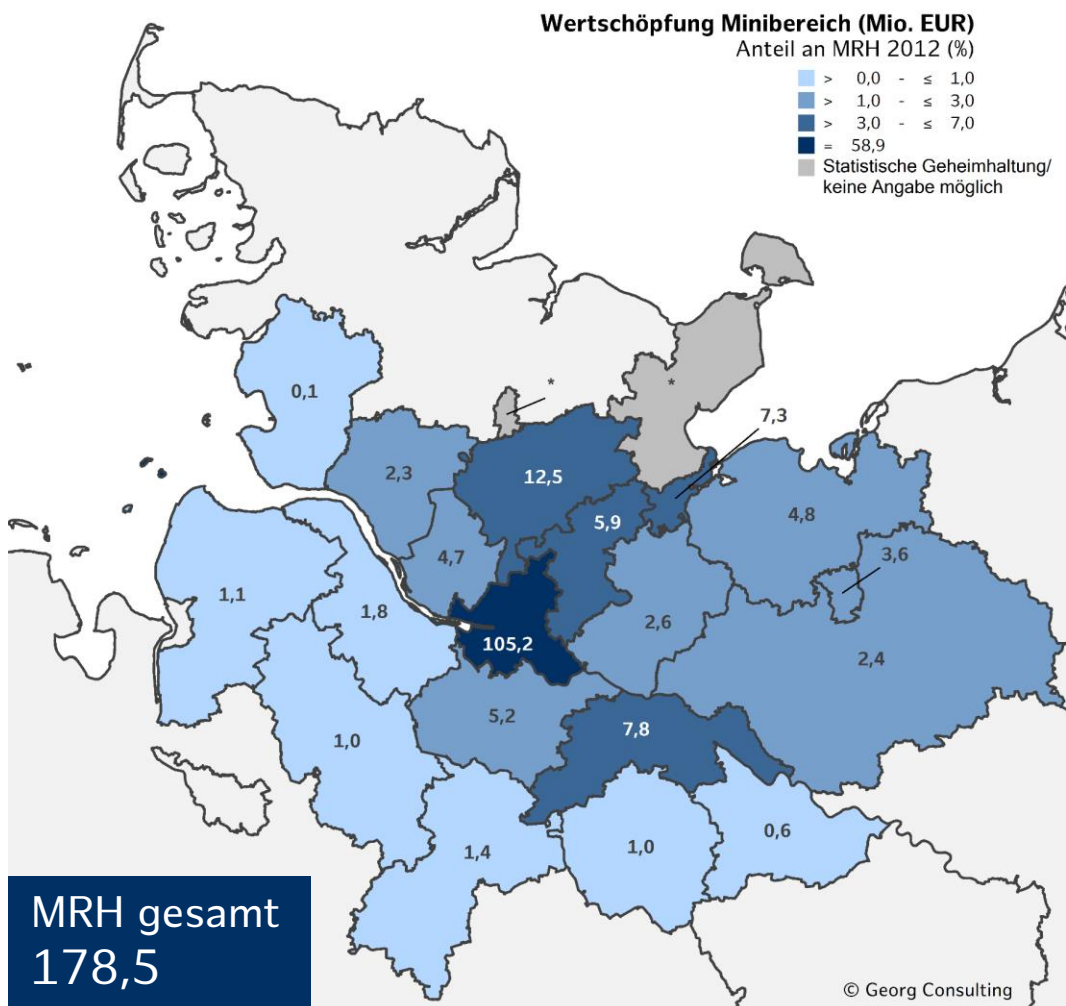 Wertschöpfung Minibereich (Mio. EUR)
Anteil an MRH 2012 (%)
> 0,0 - ≤ 1,0
> 1,0 - ≤ 3,0
> 3,0 - ≤ 7,0
= 58,9
Statistische Geheimhaltung/
keine Angabe möglich
0,1
*
*
7,3
2,3
12,5
5,9
4,8
4,7
3,6
1,1
1,8
2,6
105,2
2,4
5,2
7,8
1,0
0,6
1,4
1,0
MRH gesamt
178,5
© Georg Consulting